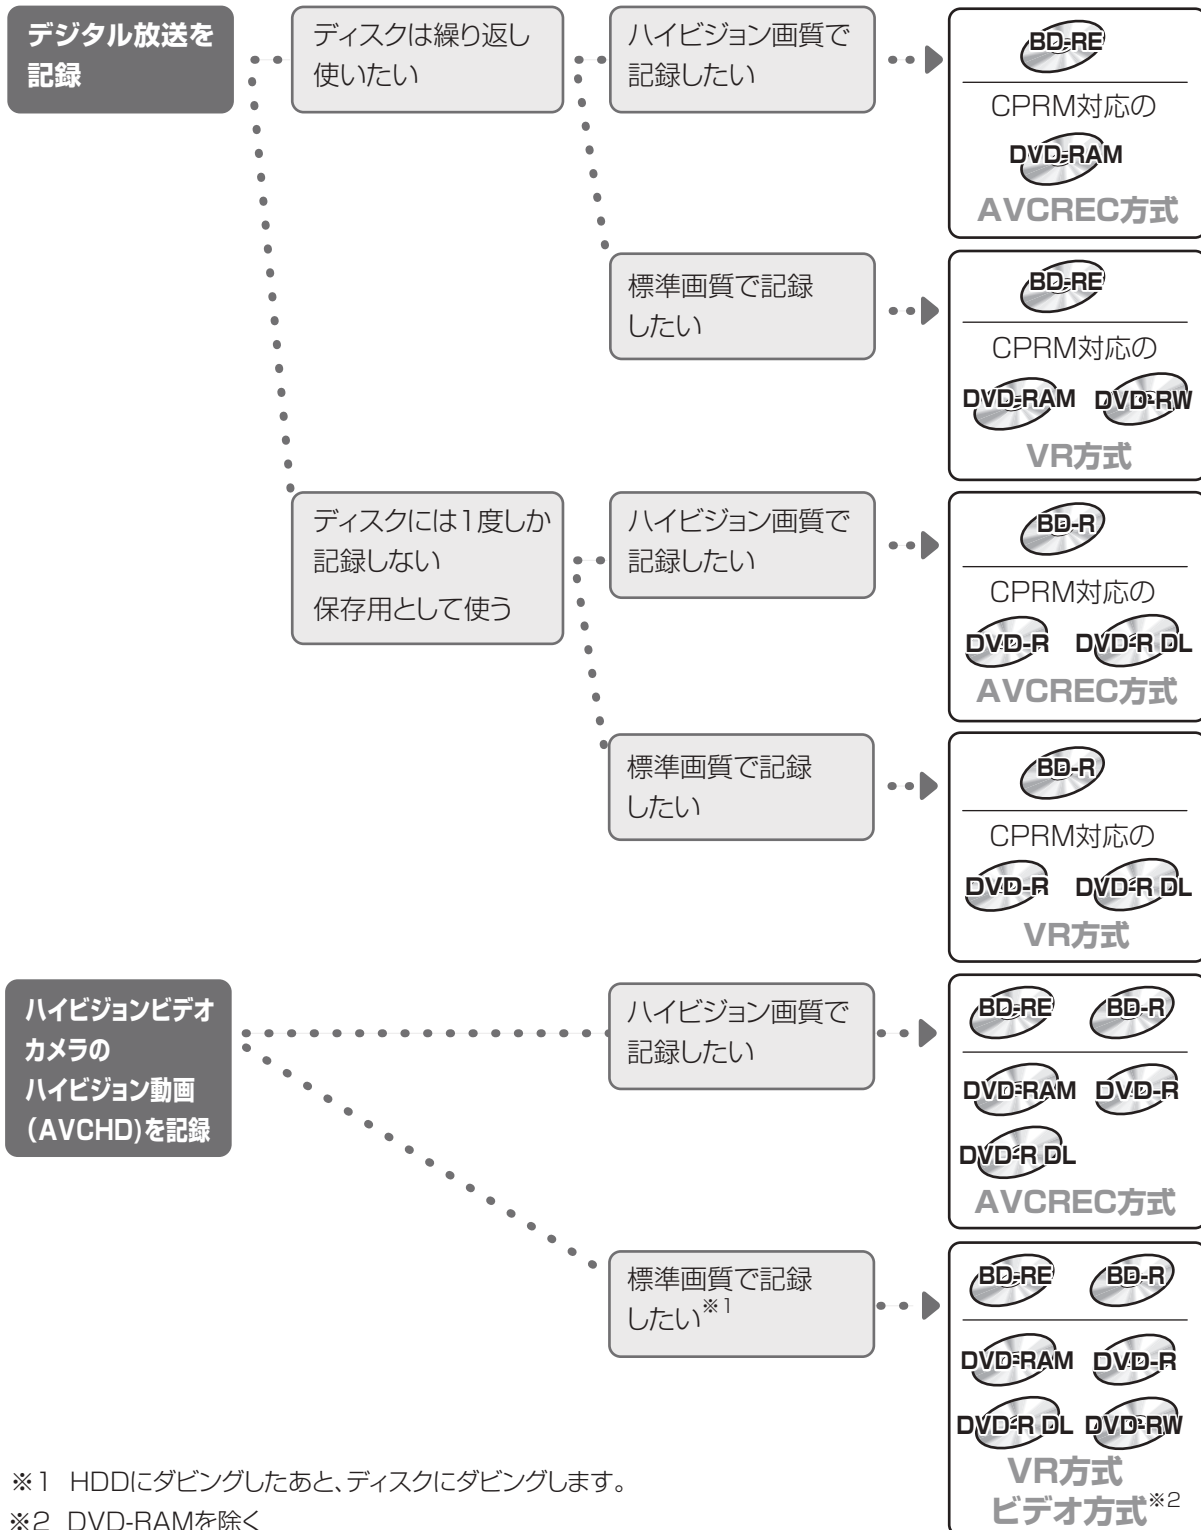 デジタル放送を
記録
ディスクは繰り返し
使いたい
ハイビジョン画質で
記録したい
BD-RE
CPRM対応の
DVD-RAM
AVCREC方式
標準画質で記録
したい
BD-RE
CPRM対応の
DVD-RAM DVD-RW
VR方式
ディスクには1度しか
記録しない
保存用として使う
ハイビジョン画質で
記録したい
BD-R
CPRM対応の
DVD-R DVD-R DL
AVCREC方式
標準画質で記録
したい
BD-R
CPRM対応の
DVD-R DVD-R DL
VR方式
ハイビジョンビデオ
カメラの
ハイビジョン動画
(AVCHD)を記録
ハイビジョン画質で
記録したい
BD-RE BD-R
DVD-RAM DVD-R
DVD-R DL
AVCREC方式
標準画質で記録
したい※1
BD-RE BD-R
DVD-RAM DVD-R
DVD-R DL DVD-RW
VR方式
ビデオ方式※2
※1 HDDにダビングしたあと、ディスクにダビングします。
※2 DVD-RAMを除く